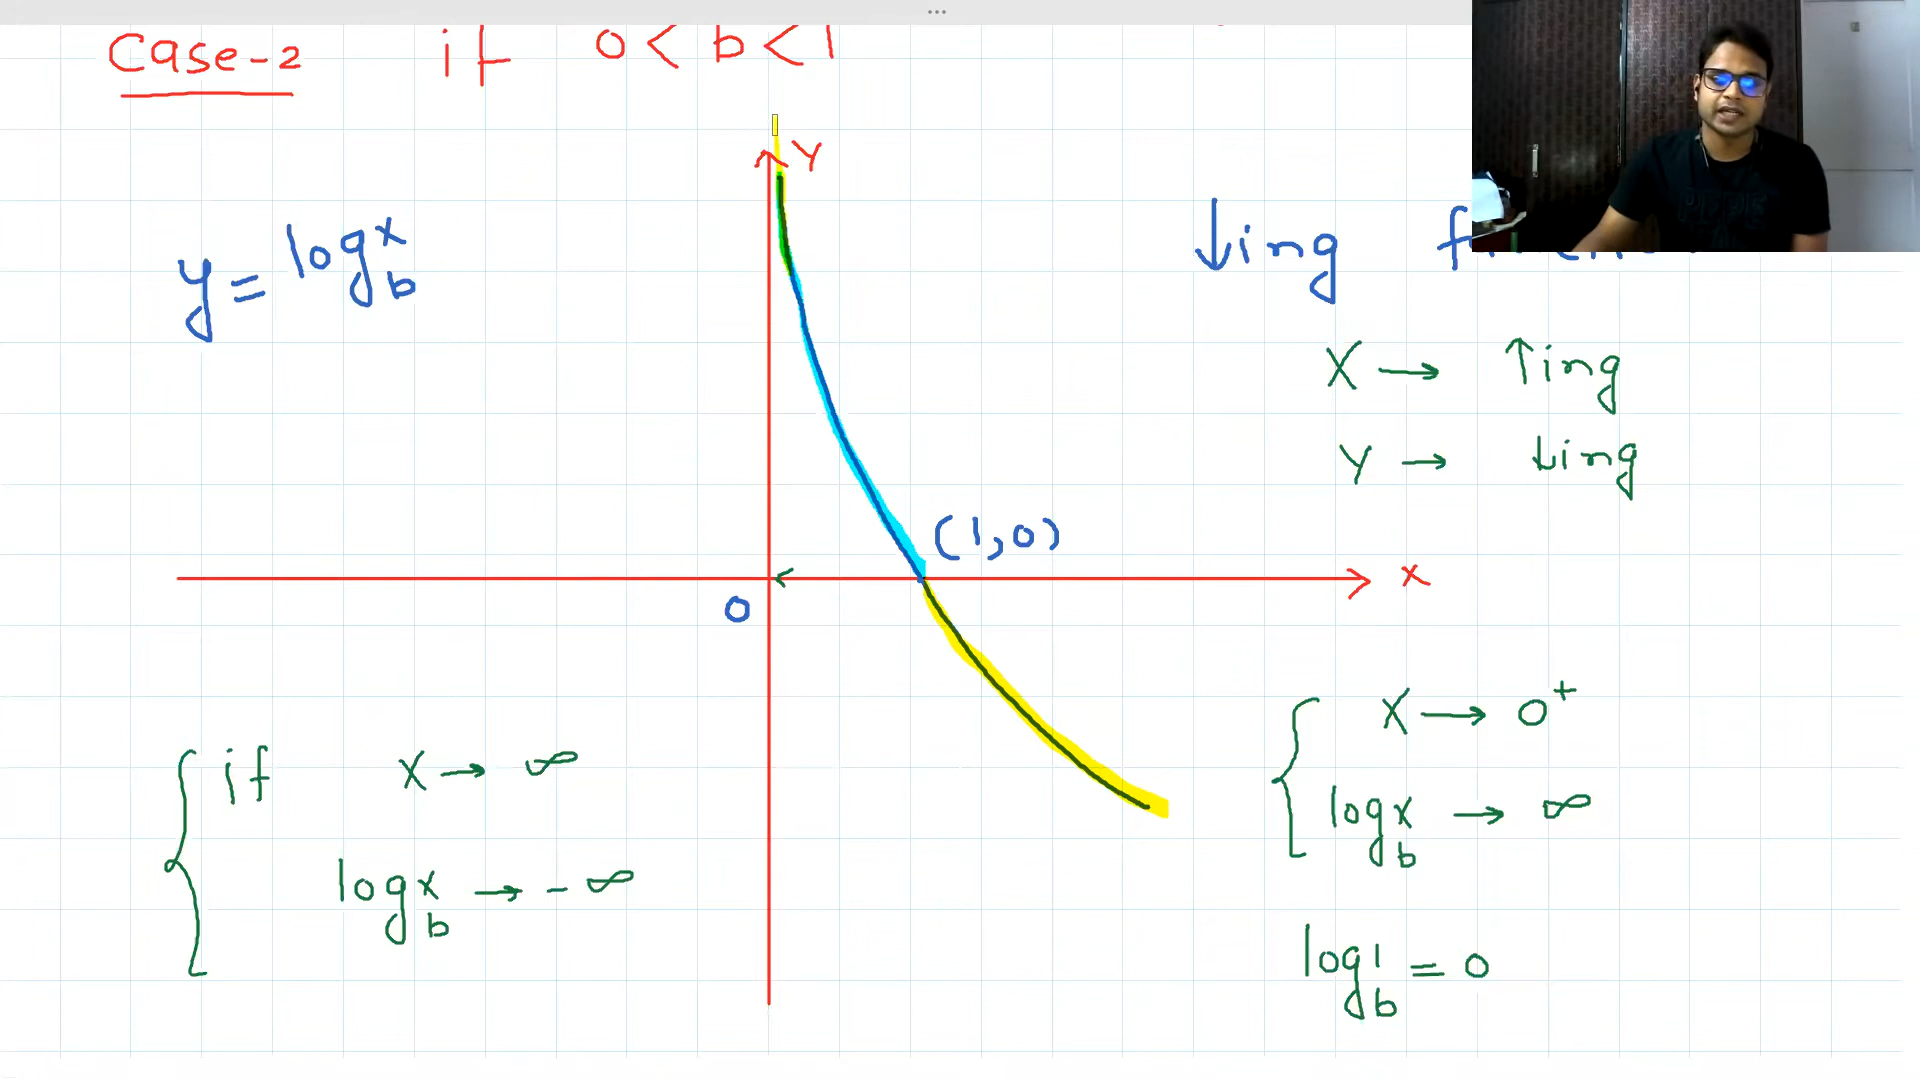 Case-2 if 0 < b < 1
Y
y = log_b x
↓ing
X → ↑ing
Y → ↓ing
(1,0)
X
0
X → 0⁺
if X → ∞
log_b x → ∞
log_b x → -∞
log_b 1 = 0